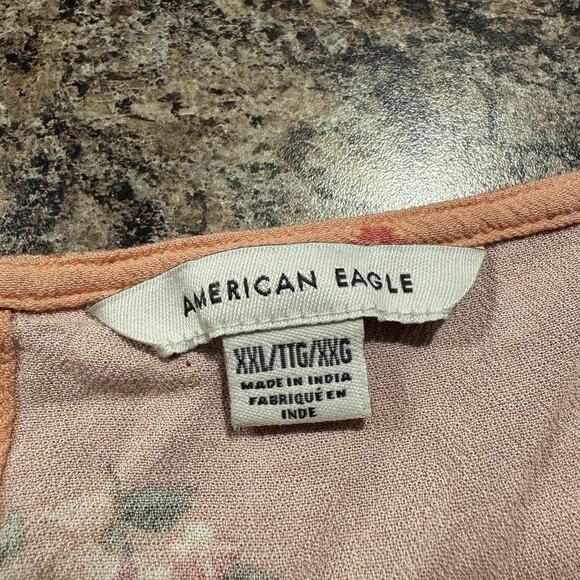 AMERICAN EAGLE
XXL/TTG/XXG
MADE IN INDIA
FABRIQUÉ EN
INDE